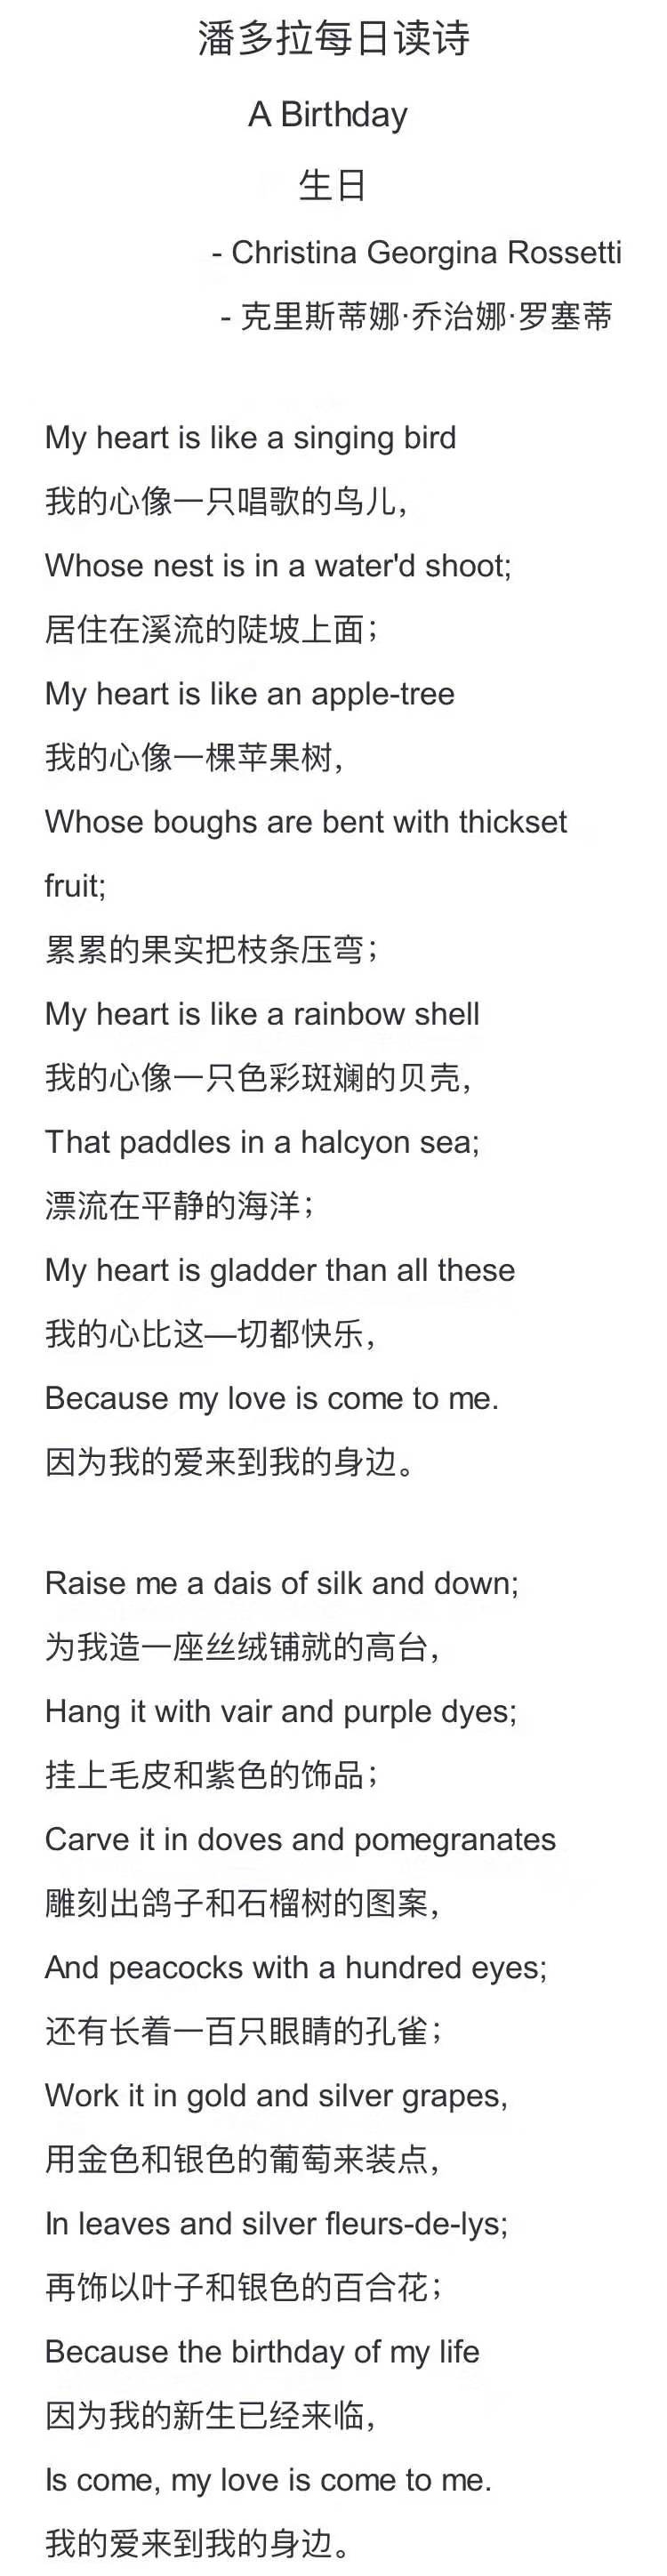 潘多拉每日读诗
A Birthday
生日
- Christina Georgina Rossetti
- 克里斯蒂娜·乔治娜·罗塞蒂
My heart is like a singing bird
我的心像一只唱歌的鸟儿，
Whose nest is in a water'd shoot;
居住在溪流的陡坡上面；
My heart is like an apple-tree
我的心像一棵苹果树，
Whose boughs are bent with thickset
fruit;
累累的果实把枝条压弯；
My heart is like a rainbow shell
我的心像一只色彩斑斓的贝壳，
That paddles in a halcyon sea;
漂流在平静的海洋；
My heart is gladder than all these
我的心比这—切都快乐，
Because my love is come to me.
因为我的爱来到我的身边。
Raise me a dais of silk and down;
为我造一座丝绒铺就的高台，
Hang it with vair and purple dyes;
挂上毛皮和紫色的饰品；
Carve it in doves and pomegranates
雕刻出鸽子和石榴树的图案，
And peacocks with a hundred eyes;
还有长着一百只眼睛的孔雀；
Work it in gold and silver grapes,
用金色和银色的葡萄来装点，
In leaves and silver fleurs-de-lys;
再饰以叶子和银色的百合花；
Because the birthday of my life
因为我的新生已经来临，
Is come, my love is come to me.
我的爱来到我的身边。